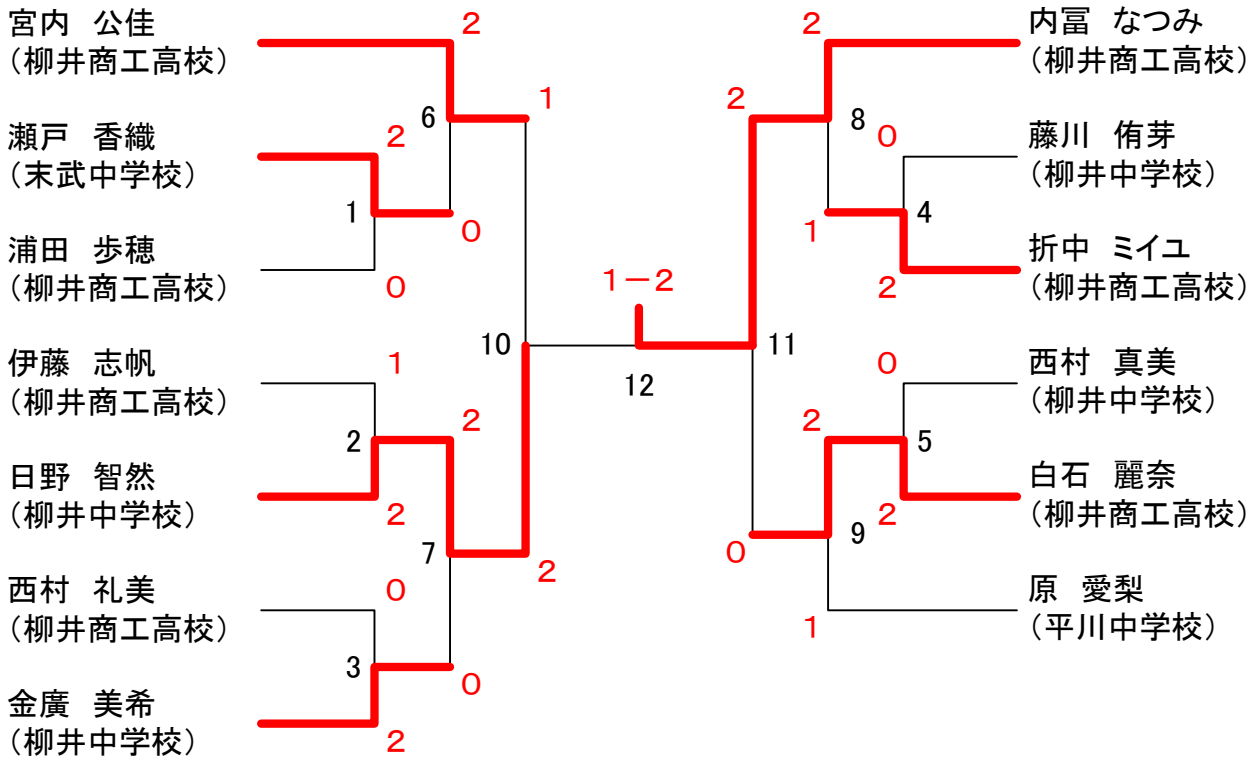 宮内 公佳
(柳井商工高校)
2
6
1
瀬戸 香織
(末武中学校)
2
1
0
浦田 歩穂
(柳井商工高校)
0
伊藤 志帆
(柳井商工高校)
1
2
2
日野 智然
(柳井中学校)
2
7
10
2
西村 礼美
(柳井商工高校)
0
3
0
金廣 美希
(柳井中学校)
2
1-2
12
内冨 なつみ
(柳井商工高校)
2
2
8
藤川 侑芽
(柳井中学校)
0
4
1
折中 ミイユ
(柳井商工高校)
2
11
西村 真美
(柳井中学校)
0
2
5
白石 麗奈
(柳井商工高校)
2
9
0
原 愛梨
(平川中学校)
1